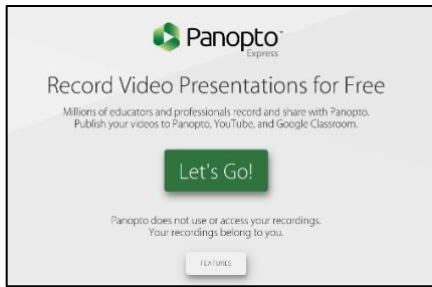 Panopto™
Express
Record Video Presentations for Free
Millions of educators and professionals record and share with Panopto.
Publish your videos to Panopto, YouTube, and Google Classroom.
Let's Go!
Panopto does not use or access your recordings.
Your recordings belong to you.
FEATURES